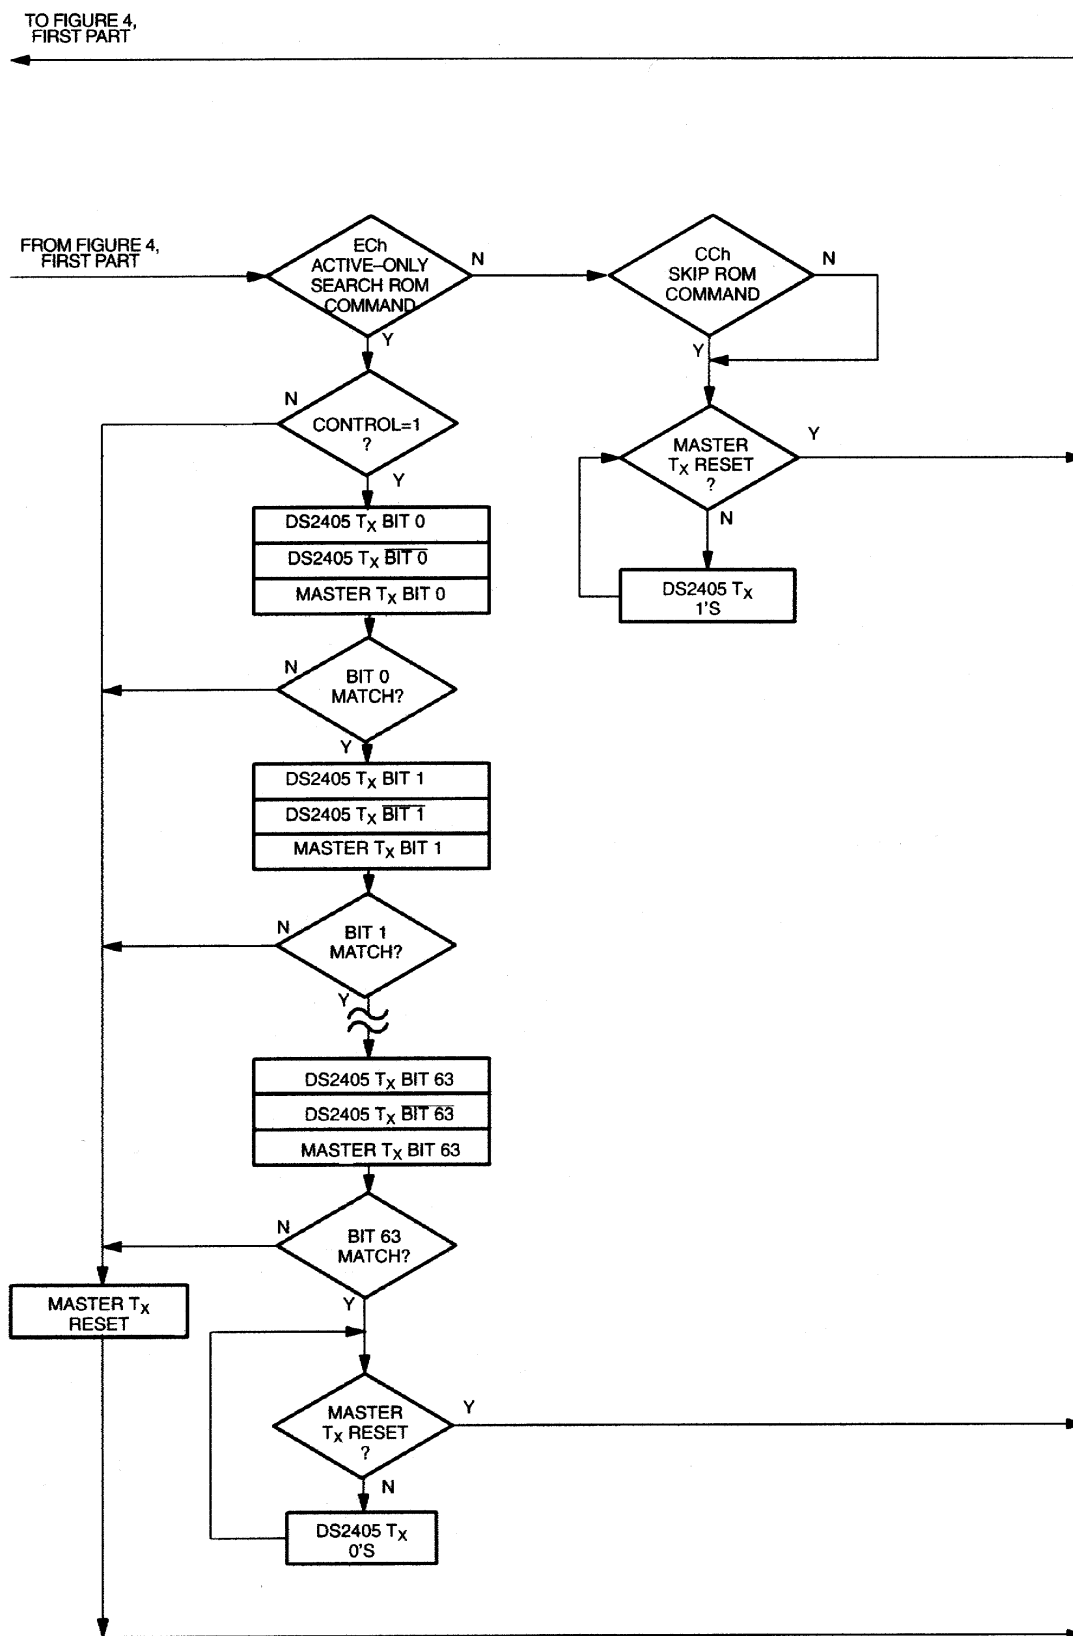 TO FIGURE 4,
FIRST PART
FROM FIGURE 4,
FIRST PART
ECh
ACTIVE–ONLY
SEARCH ROM
COMMAND
N
Y
CCh
SKIP ROM
COMMAND
N
Y
N
CONTROL=1
?
Y
MASTER
TX RESET
?
Y
N
DS2405 TX
1'S
DS2405 TX BIT 0
DS2405 TX B̅I̅T̅ ̅0̅
MASTER TX BIT 0
N
BIT 0
MATCH?
Y
DS2405 TX BIT 1
DS2405 TX B̅I̅T̅ ̅1̅
MASTER TX BIT 1
N
BIT 1
MATCH?
Y
DS2405 TX BIT 63
DS2405 TX B̅I̅T̅ ̅6̅3̅
MASTER TX BIT 63
N
BIT 63
MATCH?
Y
MASTER TX
RESET
MASTER
TX RESET
?
Y
N
DS2405 TX
0'S